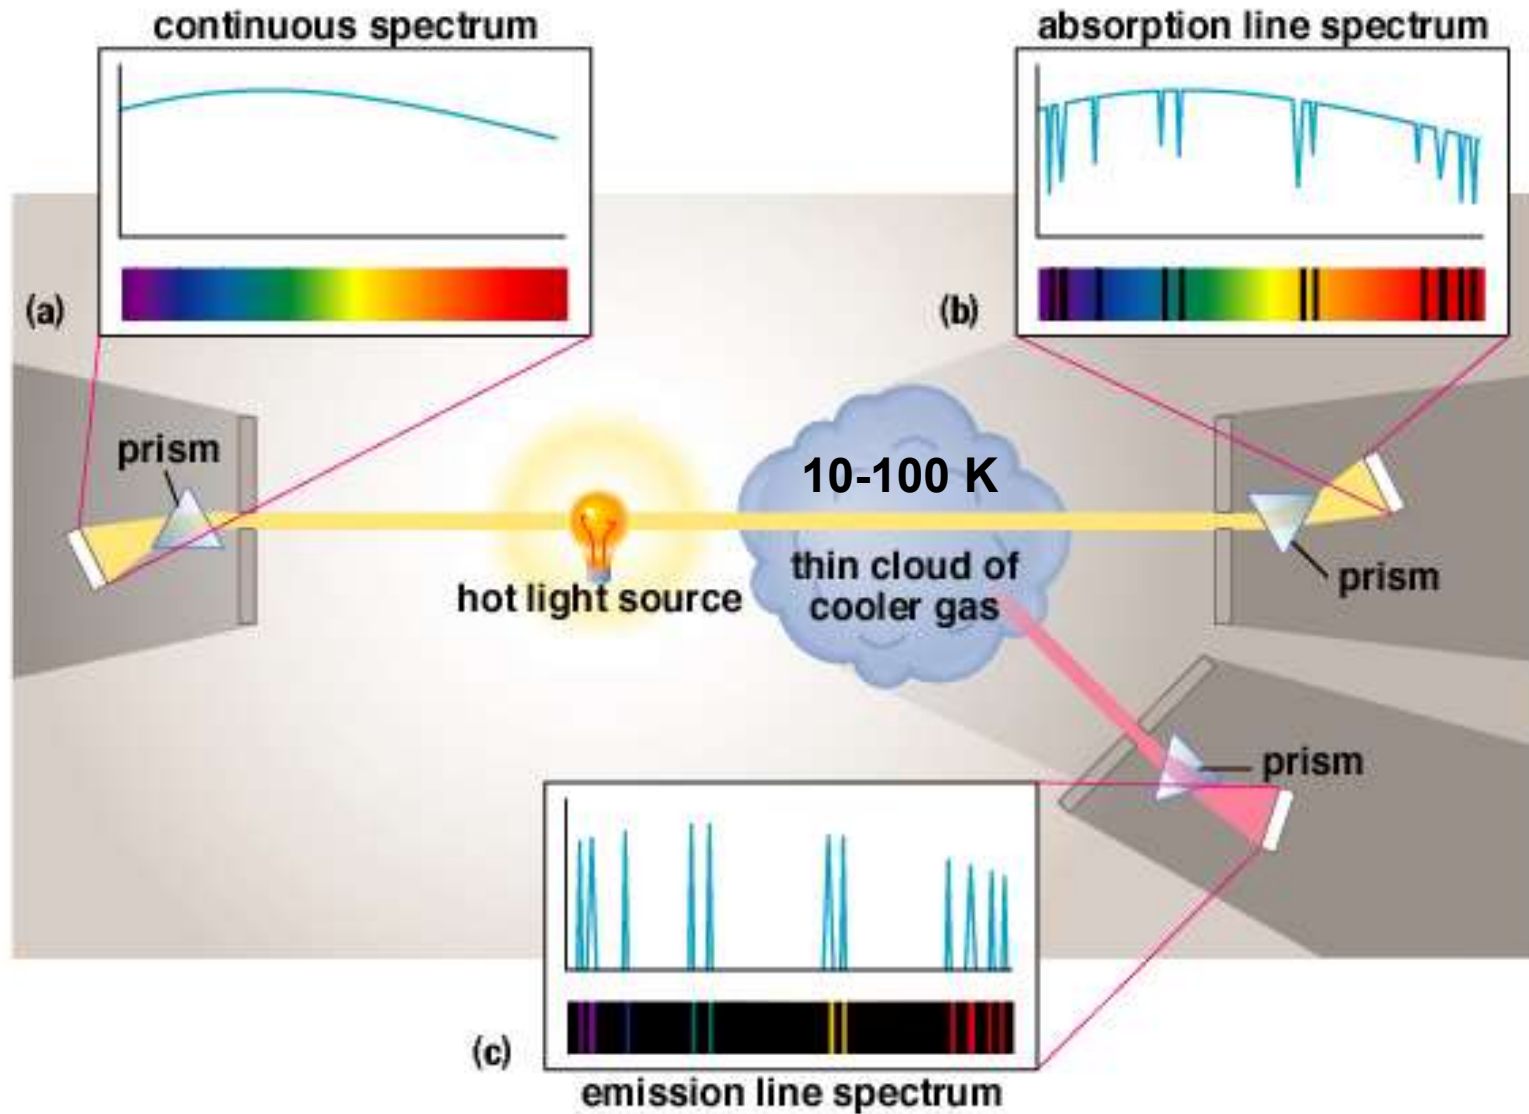 continuous spectrum
absorption line spectrum
(a)
(b)
prism
10-100 K
hot light source
thin cloud of
cooler gas
prism
prism
(c)
emission line spectrum